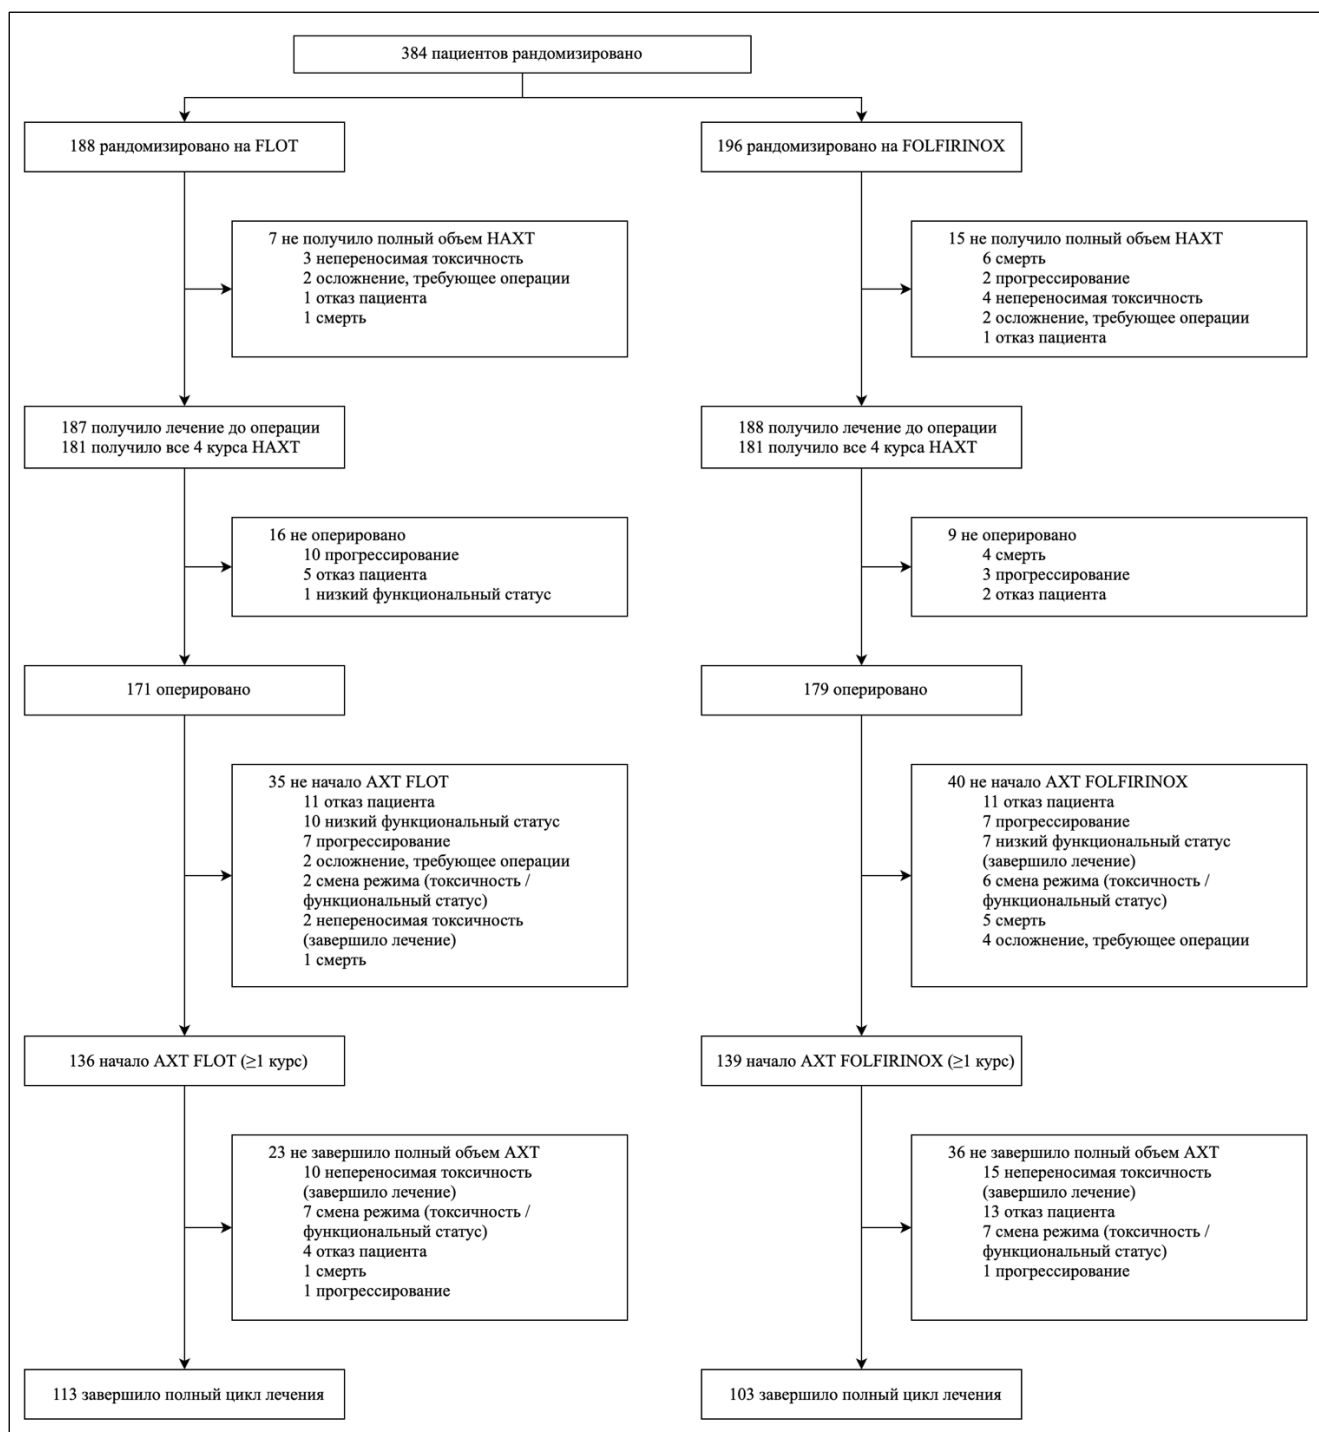 384 пациентов рандомизировано
188 рандомизировано на FLOT
196 рандомизировано на FOLFIRINOX
7 не получило полный объем НАХТ
3 непереносимая токсичность
2 осложнение, требующее операции
1 отказ пациента
1 смерть
15 не получило полный объем НАХТ
6 смерть
2 прогрессирование
4 непереносимая токсичность
2 осложнение, требующее операции
1 отказ пациента
187 получило лечение до операции
181 получило все 4 курса НАХТ
188 получило лечение до операции
181 получило все 4 курса НАХТ
16 не оперировано
10 прогрессирование
5 отказ пациента
1 низкий функциональный статус
9 не оперировано
4 смерть
3 прогрессирование
2 отказ пациента
171 оперировано
179 оперировано
35 не начало АХТ FLOT
11 отказ пациента
10 низкий функциональный статус
7 прогрессирование
2 осложнение, требующее операции
2 смена режима (токсичность /
функциональный статус)
2 непереносимая токсичность
(завершило лечение)
1 смерть
40 не начало АХТ FOLFIRINOX
11 отказ пациента
7 прогрессирование
7 низкий функциональный статус
(завершило лечение)
6 смена режима (токсичность /
функциональный статус)
5 смерть
4 осложнение, требующее операции
136 начало АХТ FLOT (≥1 курс)
139 начало АХТ FOLFIRINOX (≥1 курс)
23 не завершило полный объем АХТ
10 непереносимая токсичность
(завершило лечение)
7 смена режима (токсичность /
функциональный статус)
4 отказ пациента
1 смерть
1 прогрессирование
36 не завершило полный объем АХТ
15 непереносимая токсичность
(завершило лечение)
13 отказ пациента
7 смена режима (токсичность /
функциональный статус)
1 прогрессирование
113 завершило полный цикл лечения
103 завершило полный цикл лечения